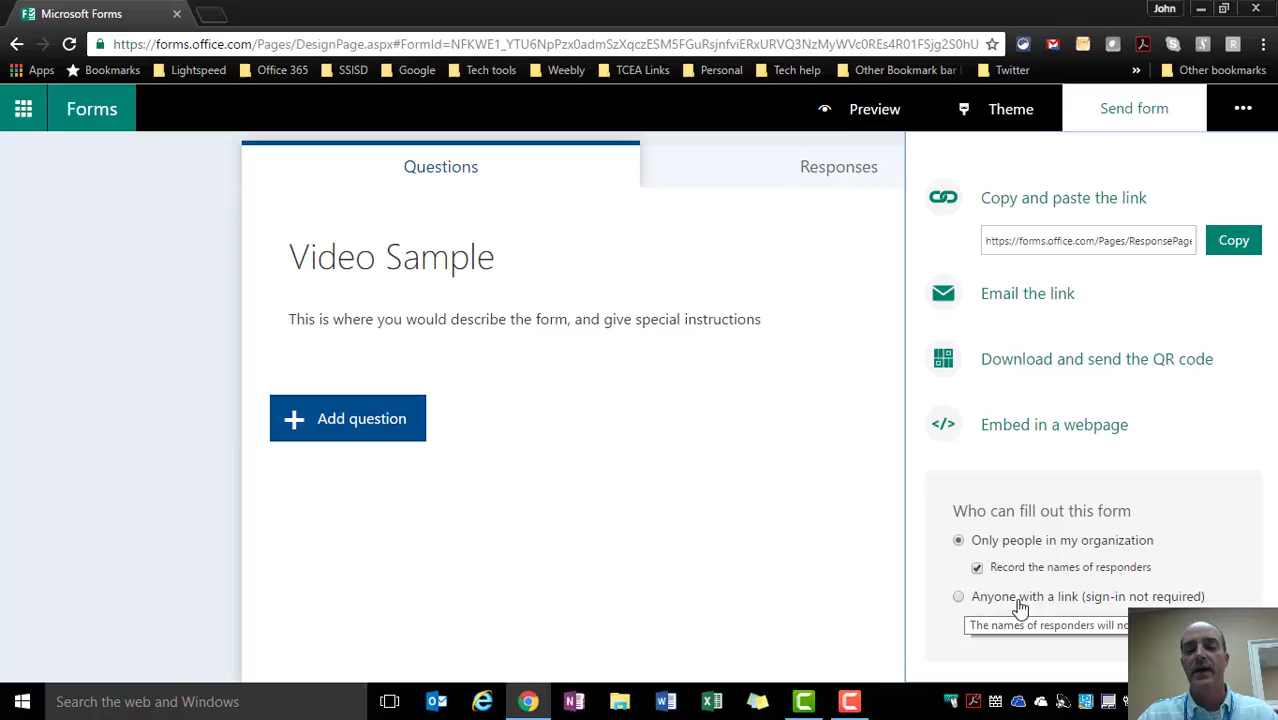 Microsoft Forms
John
https://forms.office.com/Pages/DesignPage.aspx#FormId=NFKWE1_YTU6NpPzx0admSzXqczESM5FGuRsjnfviERxURVQ3NzMyWVc0REs4R01FSjg2S0hU
Apps
Bookmarks
Lightspeed
Office 365
SSISD
Google
Tech tools
Weebly
TCEA Links
Personal
Tech help
Other Bookmark bar
Twitter
»
Other bookmarks
Forms
Preview
Theme
Send form
Questions
Responses
Video Sample
This is where you would describe the form, and give special instructions
Add question
Copy and paste the link
https://forms.office.com/Pages/ResponsePage
Copy
Email the link
Download and send the QR code
Embed in a webpage
Who can fill out this form
Only people in my organization
Record the names of responders
Anyone with a link (sign-in not required)
The names of responders will
Search the web and Windows